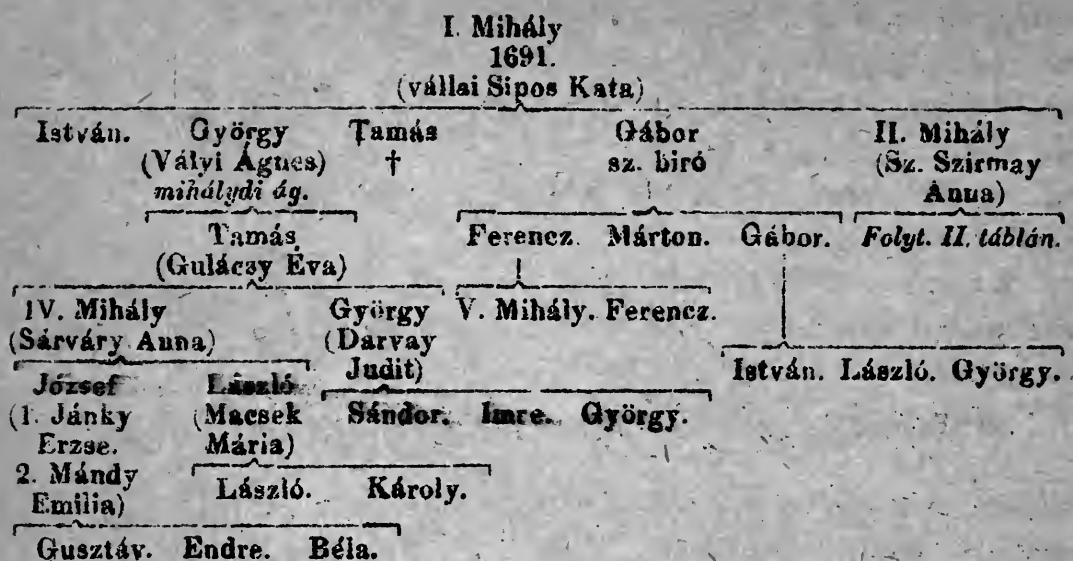 I. Mihály
1691.
(vállai Sipos Kata)
István. György Tamás Gábor II. Mihály
(Vályi Ágnes) † sz. biró (Sz. Szirmay
mihálydi ág. Anna)
Tamás Ferencz. Márton. Gábor. Folyt. II. táblán.
(Gulácsy Éva)
IV. Mihály György V. Mihály. Ferencz.
(Sárváry Anna) (Darvay
Judit) István. László. György.
József László
(1. Jánky (Macsek Sándor. Imre. György.
Erzse. Mária)
2. Mándy László. Károly.
Emilia)
Gusztáv. Endre. Béla.